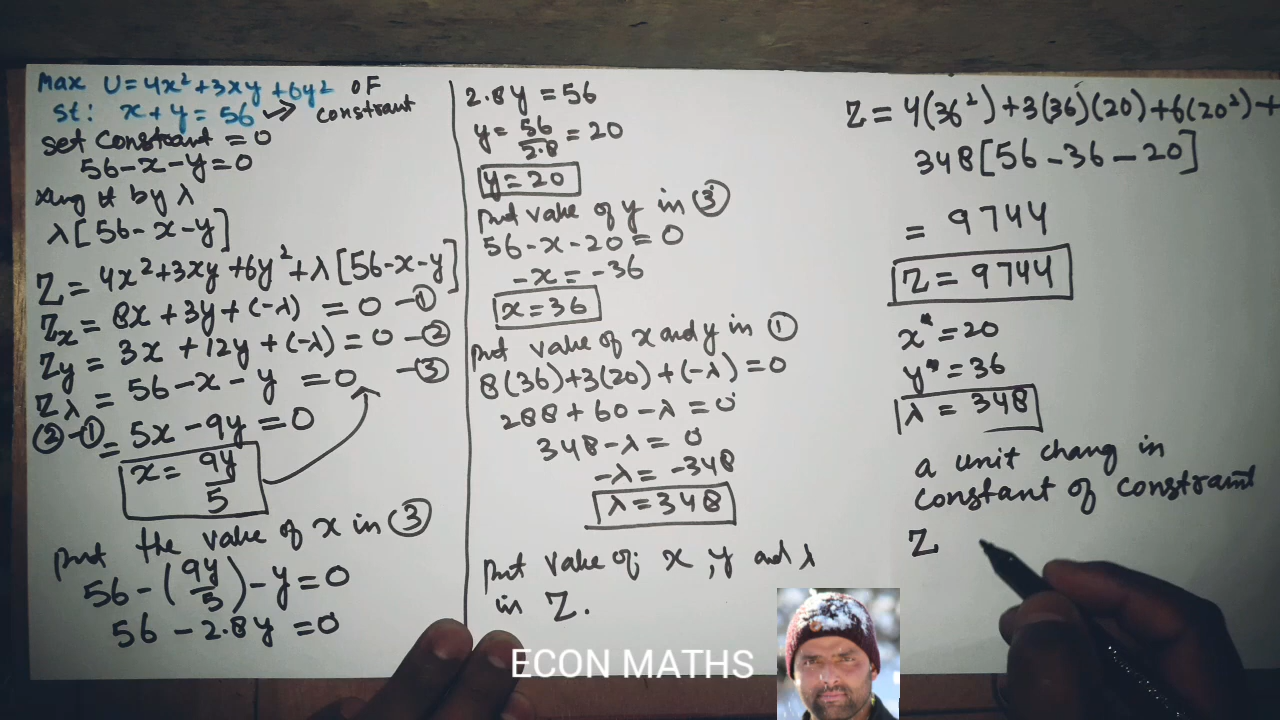 Max U = 4x² + 3xy + 6y² OF
st: x + y = 56 → constraint
set constraint = 0
56 - x - y = 0
xing it by λ
λ[56 - x - y]
Z = 4x² + 3xy + 6y² + λ[56 - x - y]
Zx = 8x + 3y + (-λ) = 0 - ①
Zy = 3x + 12y + (-λ) = 0 - ②
Zλ = 56 - x - y = 0 - ③
② - ① = 5x - 9y = 0
x = 9y/5
put the value of x in ③
56 - (9y/5) - y = 0
56 - 2.8y = 0
2.8y = 56
y = 56/2.8 = 20
y = 20
put value of y in ③
56 - x - 20 = 0
-x = -36
x = 36
put value of x and y in ①
8(36) + 3(20) + (-λ) = 0
288 + 60 - λ = 0
348 - λ = 0
-λ = -348
λ = 348
put value of x, y and λ
in Z.
Z = 4(36²) + 3(36)(20) + 6(20²) +
348[56 - 36 - 20]
= 9744
Z = 9744
x* = 20
y* = 36
λ = 348
a unit chang in
constant of constraint
Z
ECON MATHS